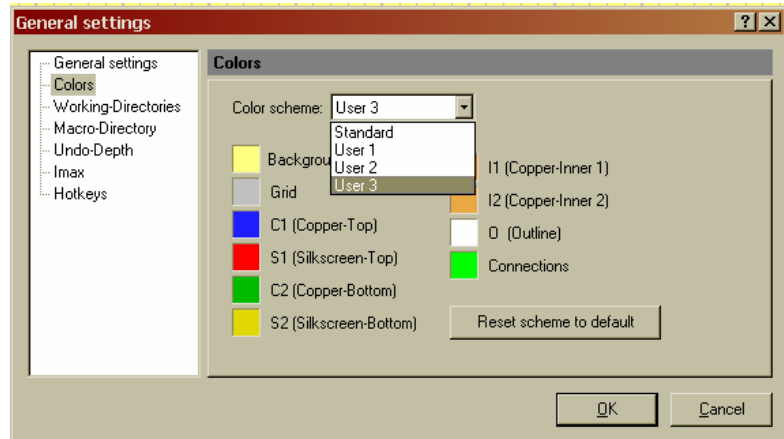 General settings
General settings
Colors
Working-Directories
Macro-Directory
Undo-Depth
Imax
Hotkeys
Colors
Color scheme: User 3
Standard
User 1
User 2
User 3
Grid
C1 (Copper-Top)
S1 (Silkscreen-Top)
C2 (Copper-Bottom)
S2 (Silkscreen-Bottom)
I1 (Copper-Inner 1)
I2 (Copper-Inner 2)
O (Outline)
Connections
Reset scheme to default
OK
Cancel